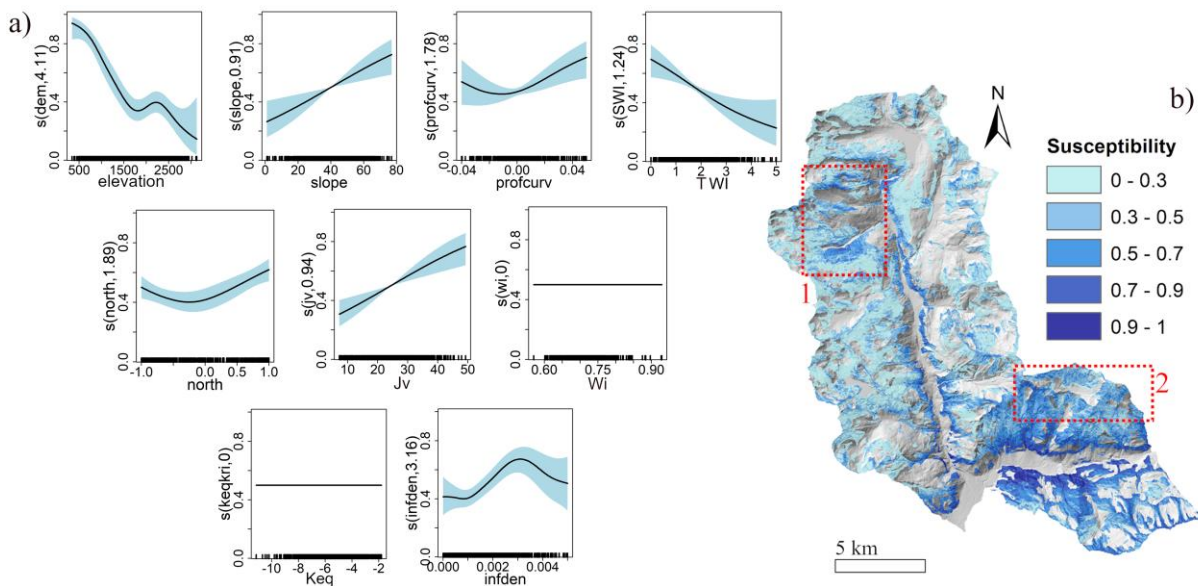 a)
s(dem,4.11)
0.0 0.4 0.8
500 1500 2500
elevation
s(slope,0.91)
0.0 0.4 0.8
0 20 40 60 80
slope
s(profcurv,1.78)
0.0 0.4 0.8
-0.04 0.00 0.04
profcurv
s(SWI,1.24)
0.0 0.4 0.8
0 1 2 3 4 5
TWI
s(north,1.89)
0.0 0.4 0.8
-1.0 0.0 1.0
north
s(jv,0.94)
0.0 0.4 0.8
10 20 30 40 50
Jv
s(wi,0)
0.0 0.4 0.8
0.60 0.75 0.90
Wi
s(keqkri,0)
0.0 0.4 0.8
-10 -8 -6 -4 -2
Keq
s(infden,3.16)
0.0 0.4 0.8
0.000 0.002 0.004
infden
b)
N
Susceptibility
0 - 0.3
0.3 - 0.5
0.5 - 0.7
0.7 - 0.9
0.9 - 1
1
2
5 km